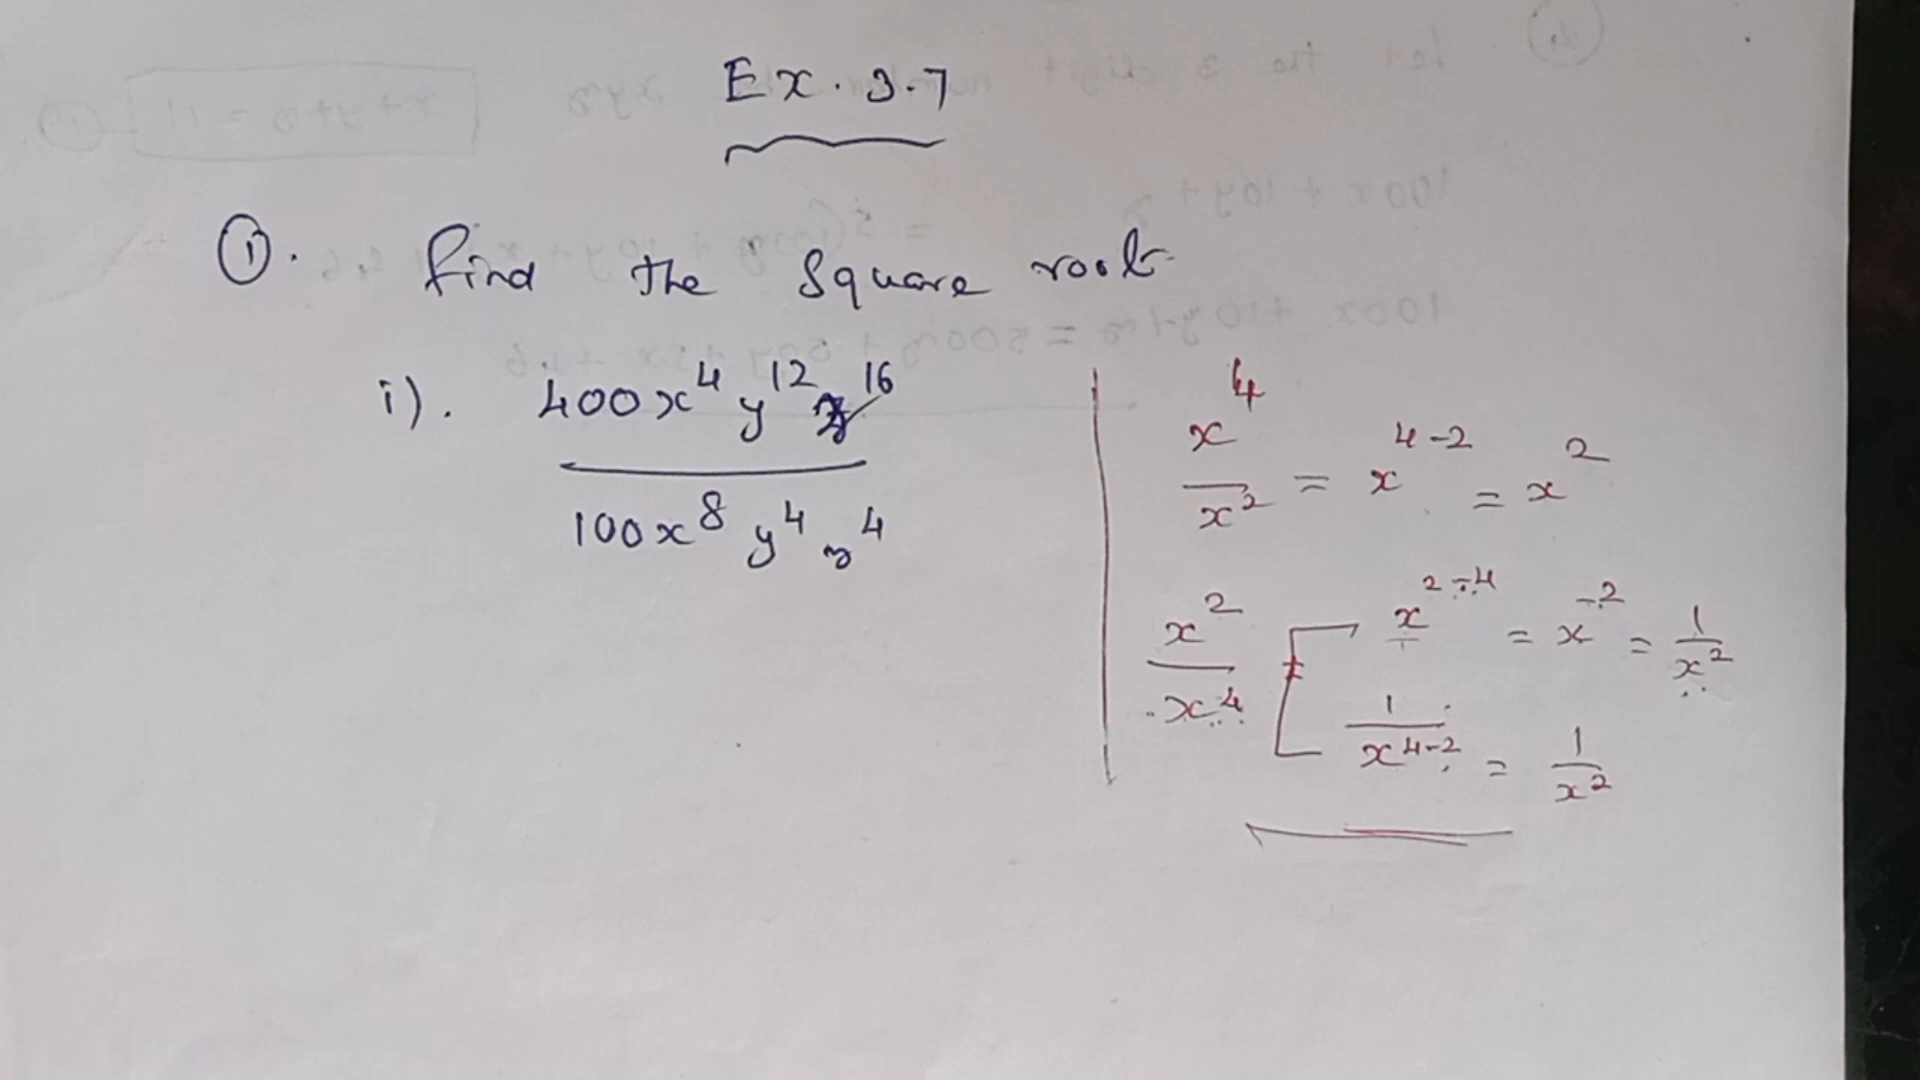 Ex. 3.7
①. Find the Square root
i). 400x⁴y¹²z¹⁶
100x⁸y⁴z⁴
x⁴/x² = x⁴⁻² = x²
x²/x⁴
x²⁻⁴ = x⁻² = 1/x²
1/x⁴⁻² = 1/x²